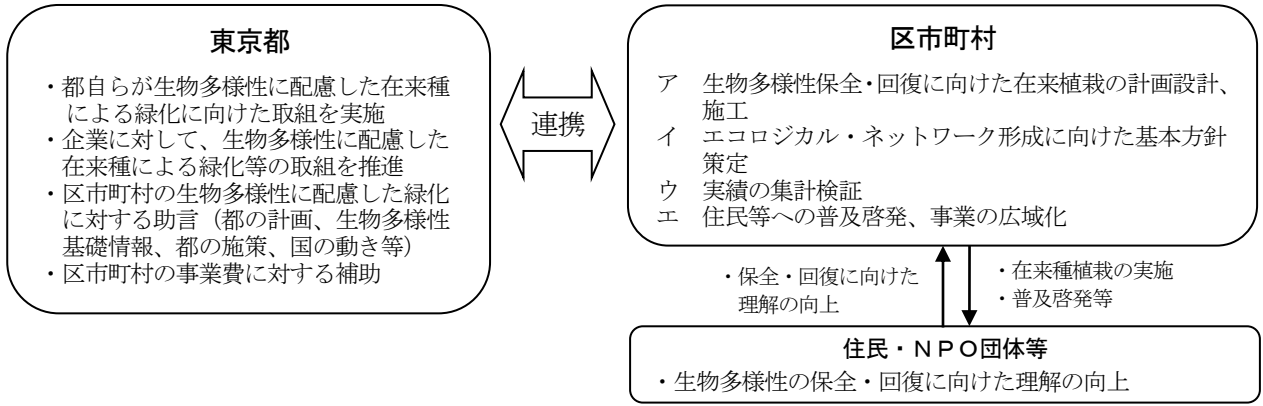 東京都
・都自らが生物多様性に配慮した在来種
による緑化に向けた取組を実施
・企業に対して、生物多様性に配慮した
在来種による緑化等の取組を推進
・区市町村の生物多様性に配慮した緑化
に対する助言（都の計画、生物多様性
基礎情報、都の施策、国の動き等）
・区市町村の事業費に対する補助
連携
区市町村
ア　生物多様性保全・回復に向けた在来植栽の計画設計、
施工
イ　エコロジカル・ネットワーク形成に向けた基本方針
策定
ウ　実績の集計検証
エ　住民等への普及啓発、事業の広域化
・保全・回復に向けた
理解の向上
・在来種植栽の実施
・普及啓発等
住民・ＮＰＯ団体等
・生物多様性の保全・回復に向けた理解の向上